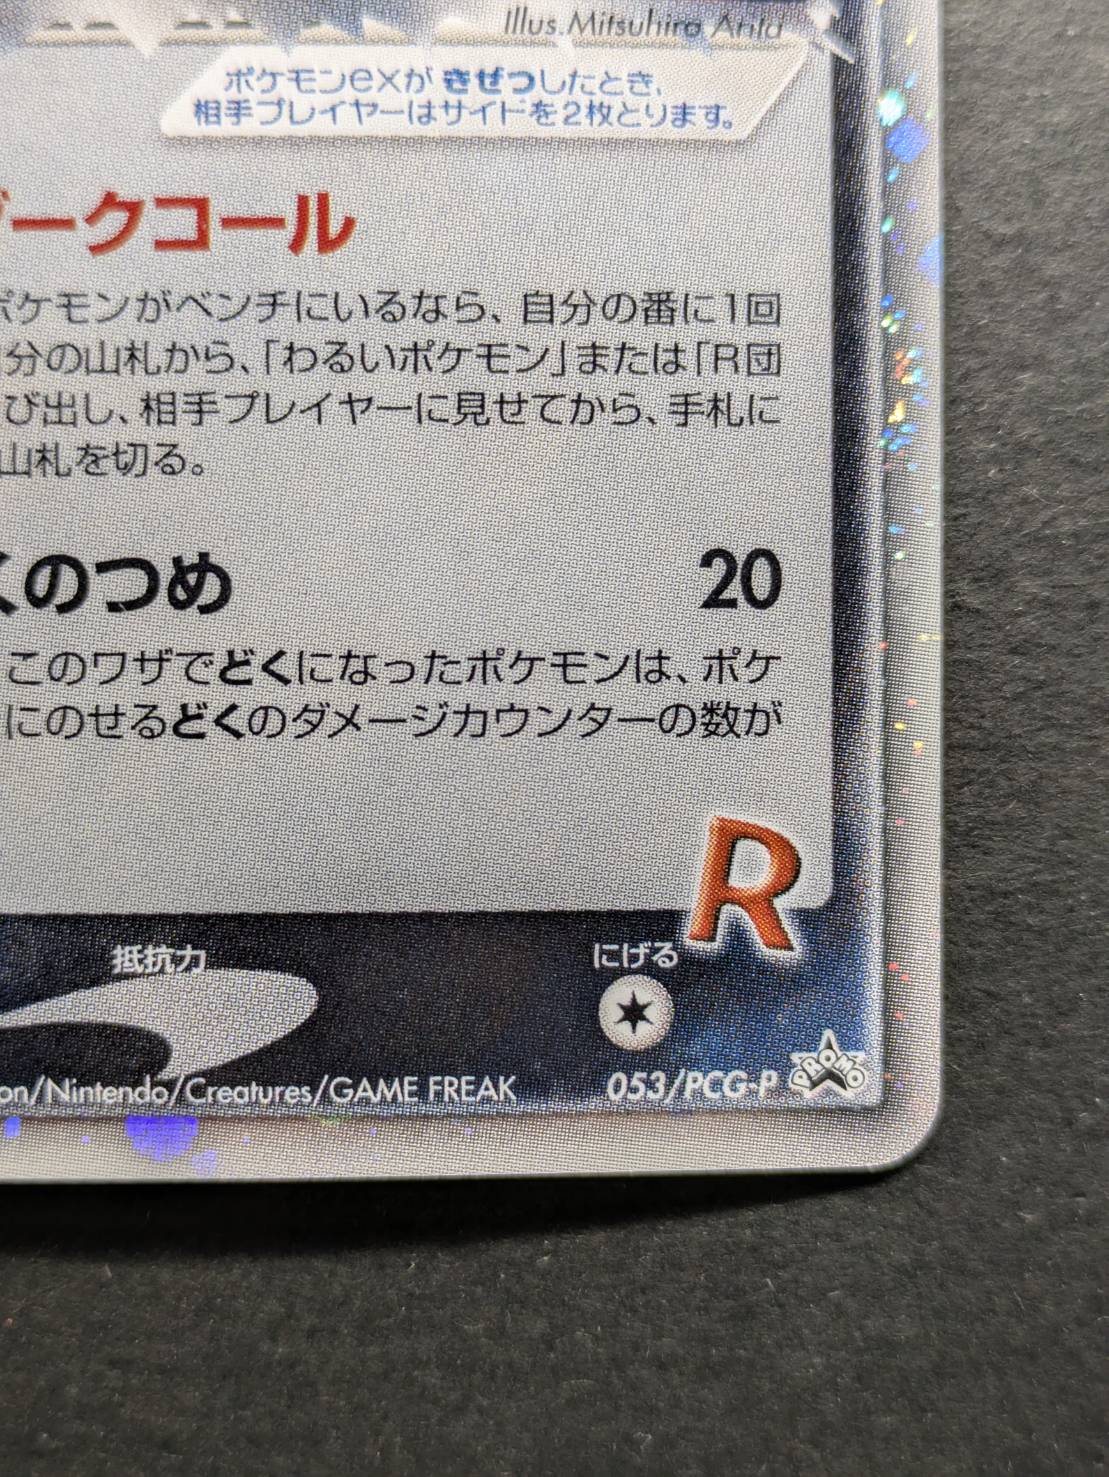 Illus.Mitsuhiro Arita
ポケモンexが きぜつしたとき、
相手プレイヤーはサイドを2枚とります。
ークコール
ポケモンがベンチにいるなら、自分の番に1回
分の山札から、「わるいポケモン」または「R団
び出し、相手プレイヤーに見せてから、手札に
山札を切る。
くのつめ 20
このワザでどくになったポケモンは、ポケ
にのせるどくのダメージカウンターの数が
R
抵抗力 にげる
on/Nintendo/Creatures/GAME FREAK 053/PCG-P PROMO